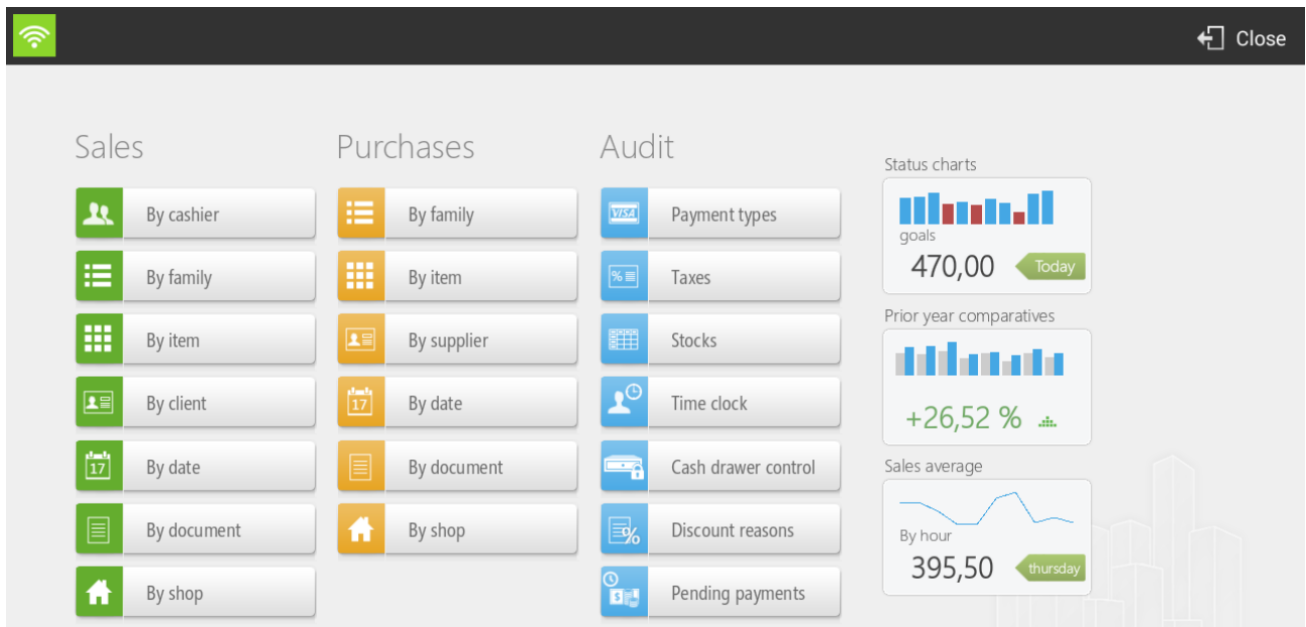 Close
Sales
By cashier
By family
By item
By client
17
By date
By document
By shop
Purchases
By family
By item
By supplier
17
By date
By document
By shop
Audit
VISA
Payment types
%
Taxes
Stocks
Time clock
Cash drawer control
%
Discount reasons
$
Pending payments
Status charts
goals
470,00
Today
Prior year comparatives
+26,52 %
Sales average
By hour
395,50
thursday